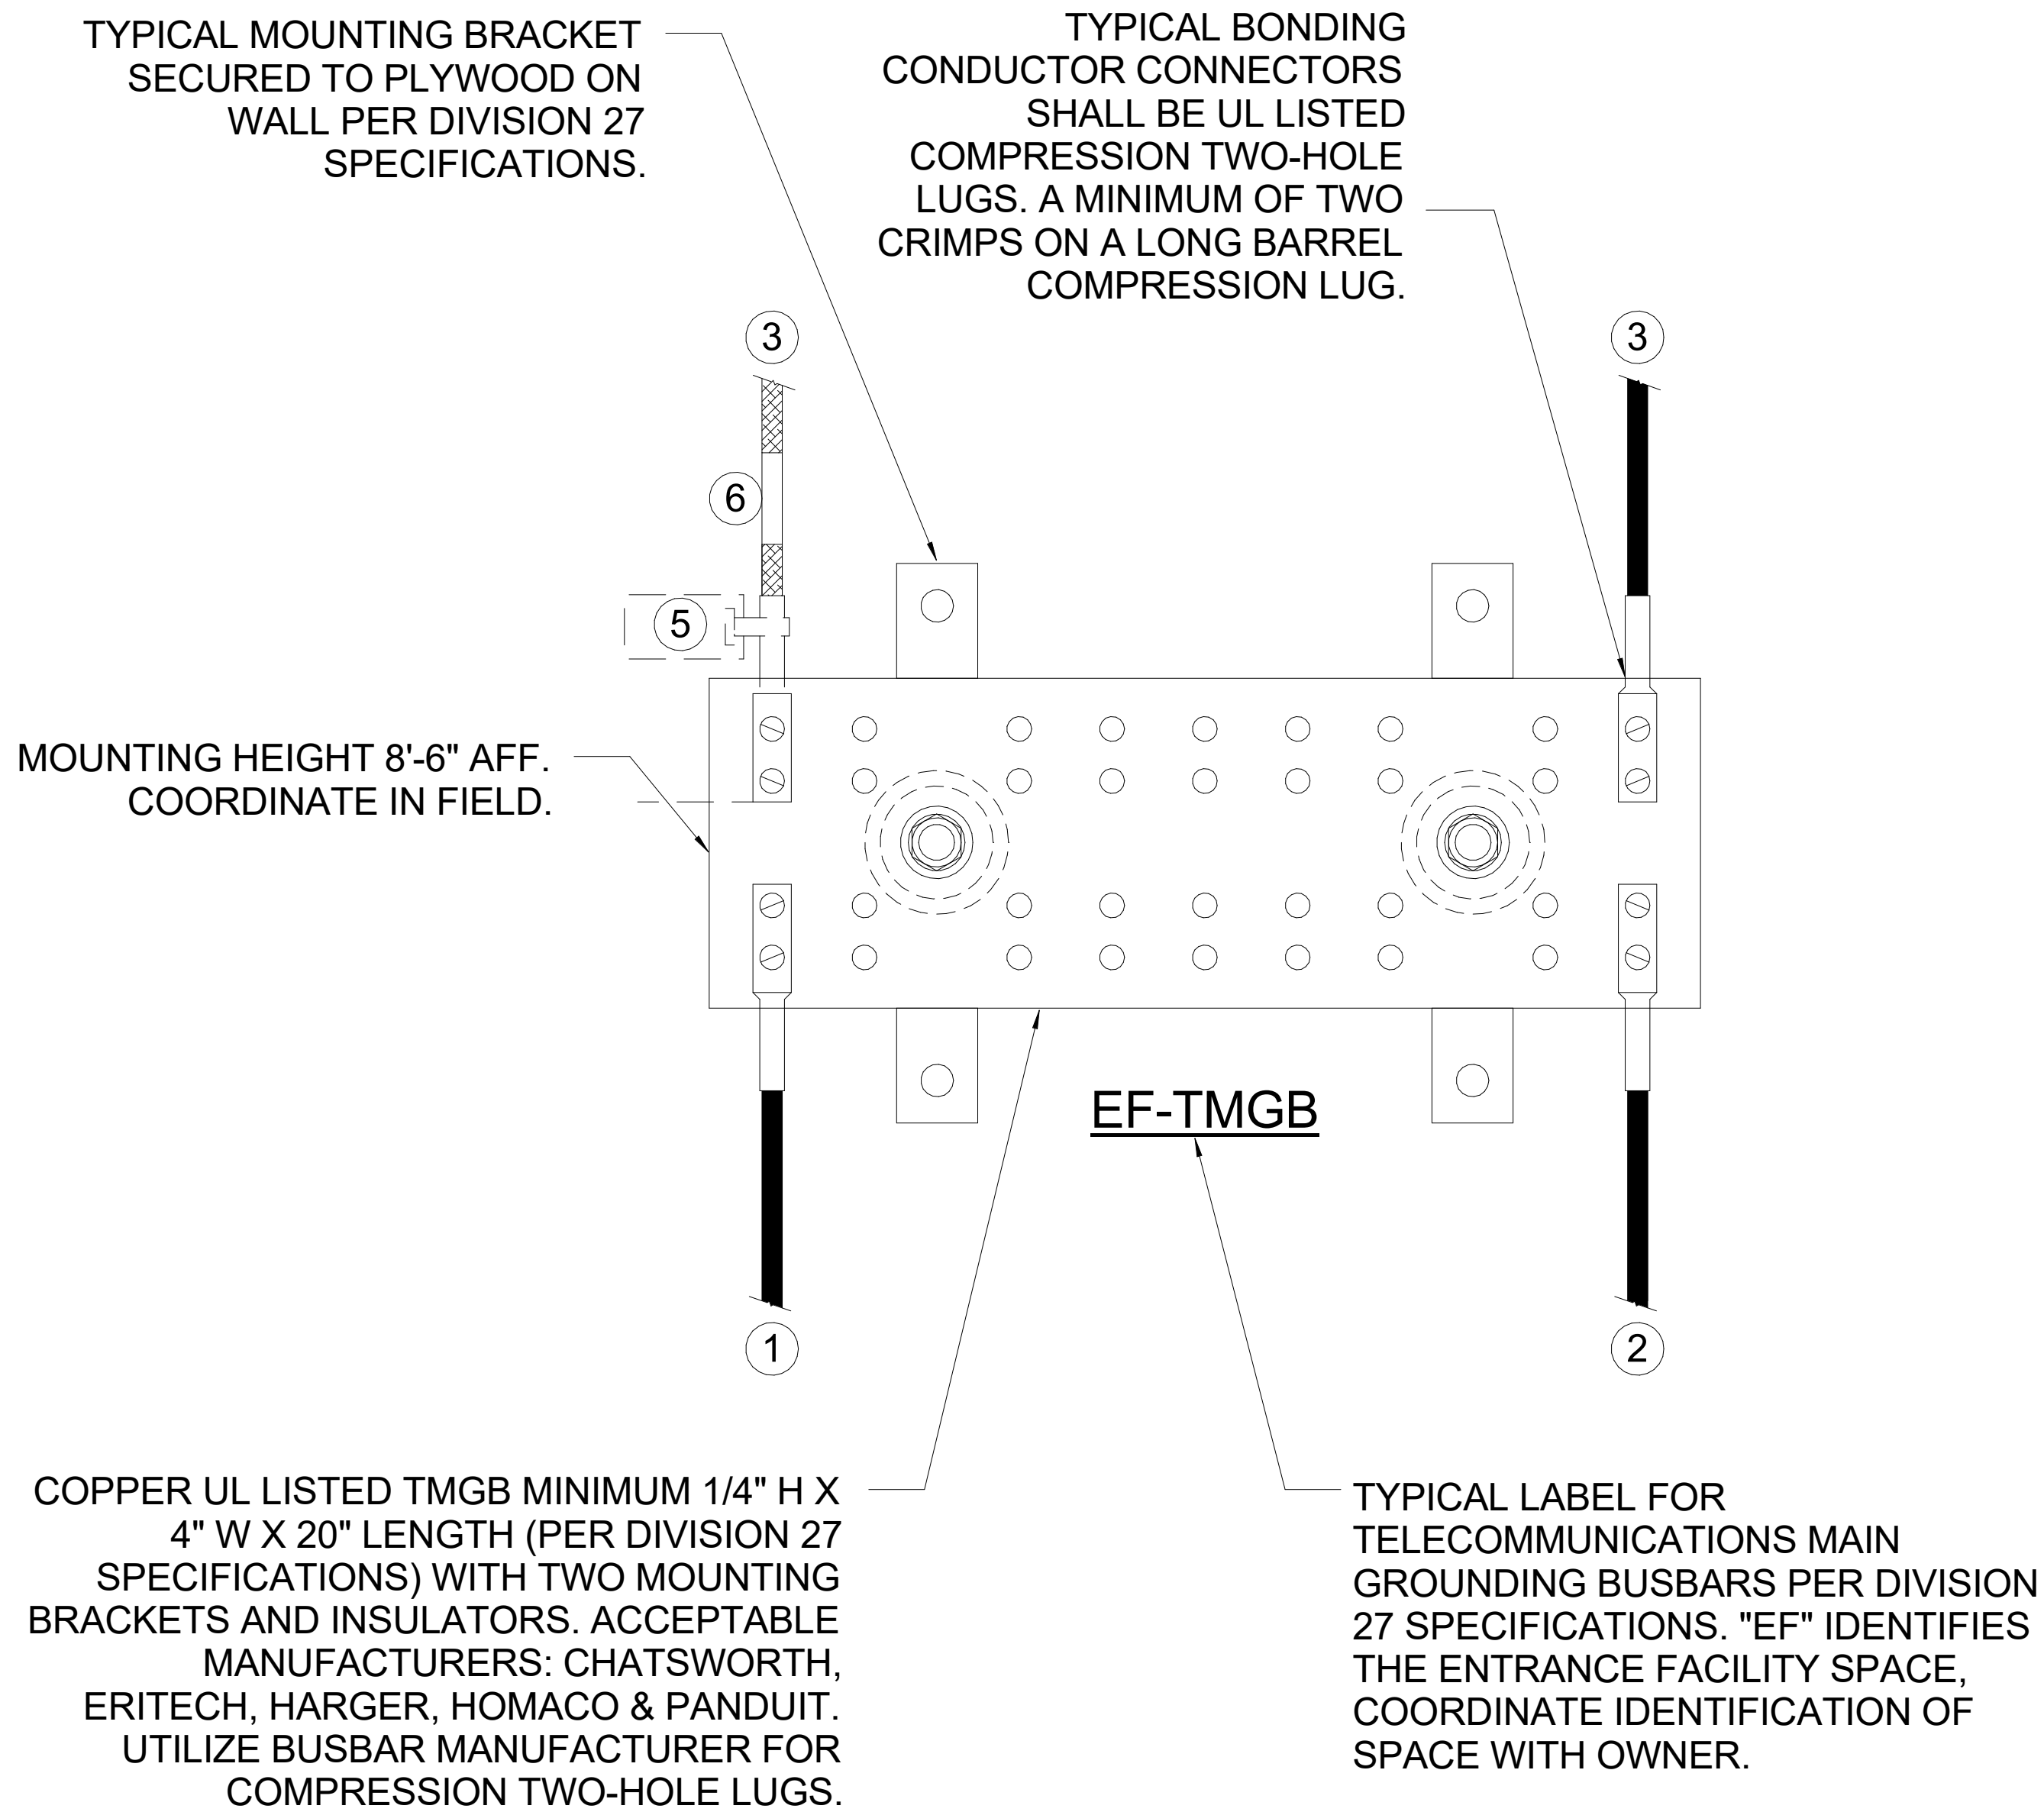 TYPICAL MOUNTING BRACKET
SECURED TO PLYWOOD ON
WALL PER DIVISION 27
SPECIFICATIONS.
TYPICAL BONDING
CONDUCTOR CONNECTORS
SHALL BE UL LISTED
COMPRESSION TWO-HOLE
LUGS. A MINIMUM OF TWO
CRIMPS ON A LONG BARREL
COMPRESSION LUG.
3
3
6
5
MOUNTING HEIGHT 8'-6" AFF.
COORDINATE IN FIELD.
EF-TMGB
1
2
COPPER UL LISTED TMGB MINIMUM 1/4" H X
4" W X 20" LENGTH (PER DIVISION 27
SPECIFICATIONS) WITH TWO MOUNTING
BRACKETS AND INSULATORS. ACCEPTABLE
MANUFACTURERS: CHATSWORTH,
ERITECH, HARGER, HOMACO & PANDUIT.
UTILIZE BUSBAR MANUFACTURER FOR
COMPRESSION TWO-HOLE LUGS.
TYPICAL LABEL FOR
TELECOMMUNICATIONS MAIN
GROUNDING BUSBARS PER DIVISION
27 SPECIFICATIONS. "EF" IDENTIFIES
THE ENTRANCE FACILITY SPACE,
COORDINATE IDENTIFICATION OF
SPACE WITH OWNER.